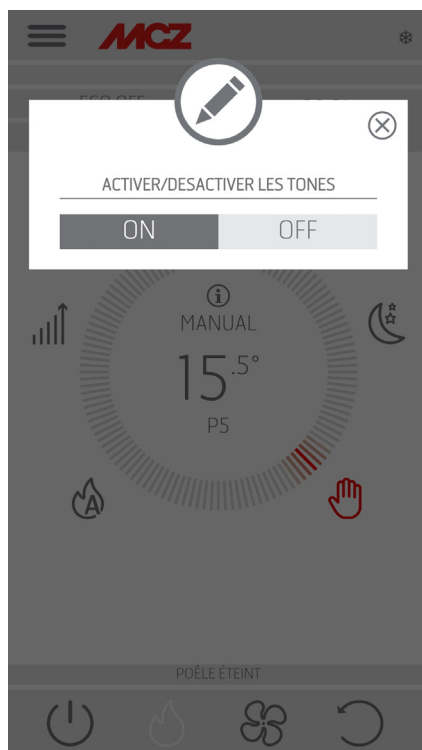 MCZ
ACTIVER/DESACTIVER LES TONES
ON OFF
MANUAL
15.5°
P5
A
POÊLE ÉTEINT